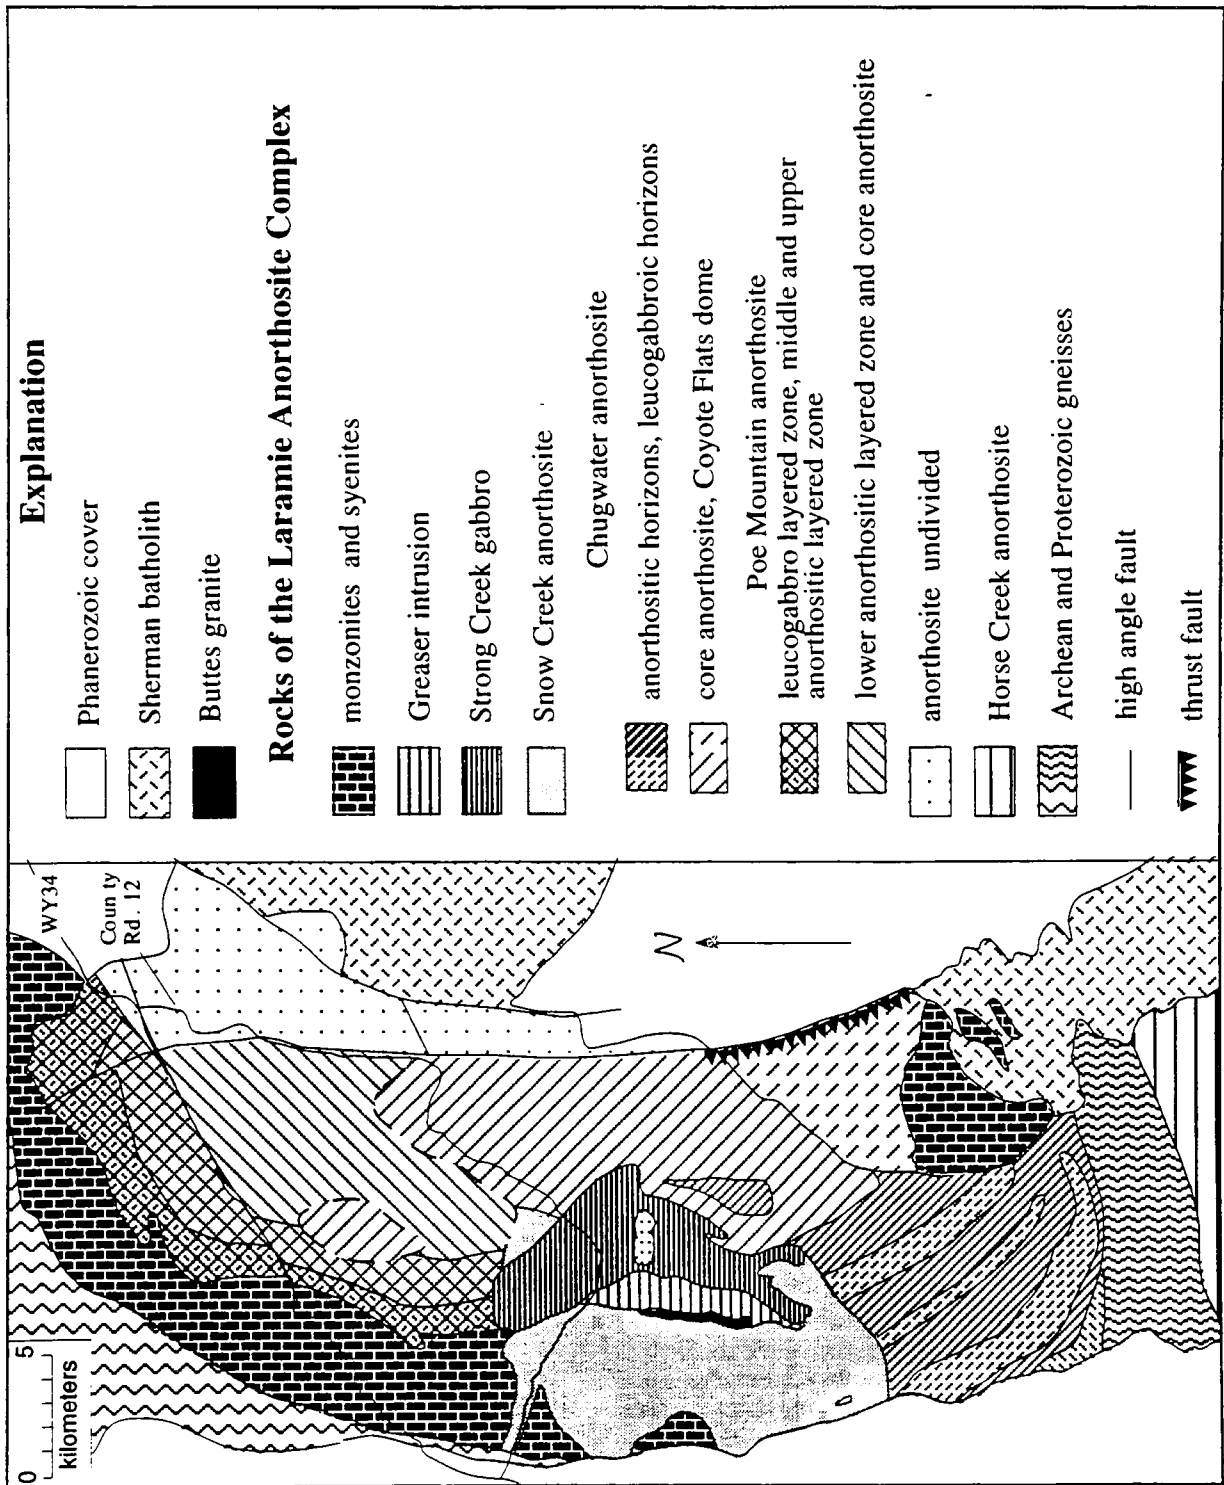 Explanation
Phanerozoic cover
Sherman batholith
Buttes granite
Rocks of the Laramie Anorthosite Complex
monzonites and syenites
Greaser intrusion
Strong Creek gabbro
Snow Creek anorthosite
Chugwater anorthosite
anorthositic horizons, leucogabbroic horizons
core anorthosite, Coyote Flats dome
Poe Mountain anorthosite
leucogabbro layered zone, middle and upper
anorthositic layered zone
lower anorthositic layered zone and core anorthosite
anorthosite undivided
Horse Creek anorthosite
Archean and Proterozoic gneisses
high angle fault
thrust fault
WY34
Coun ty
Rd. 12
N
0 5
kilometers